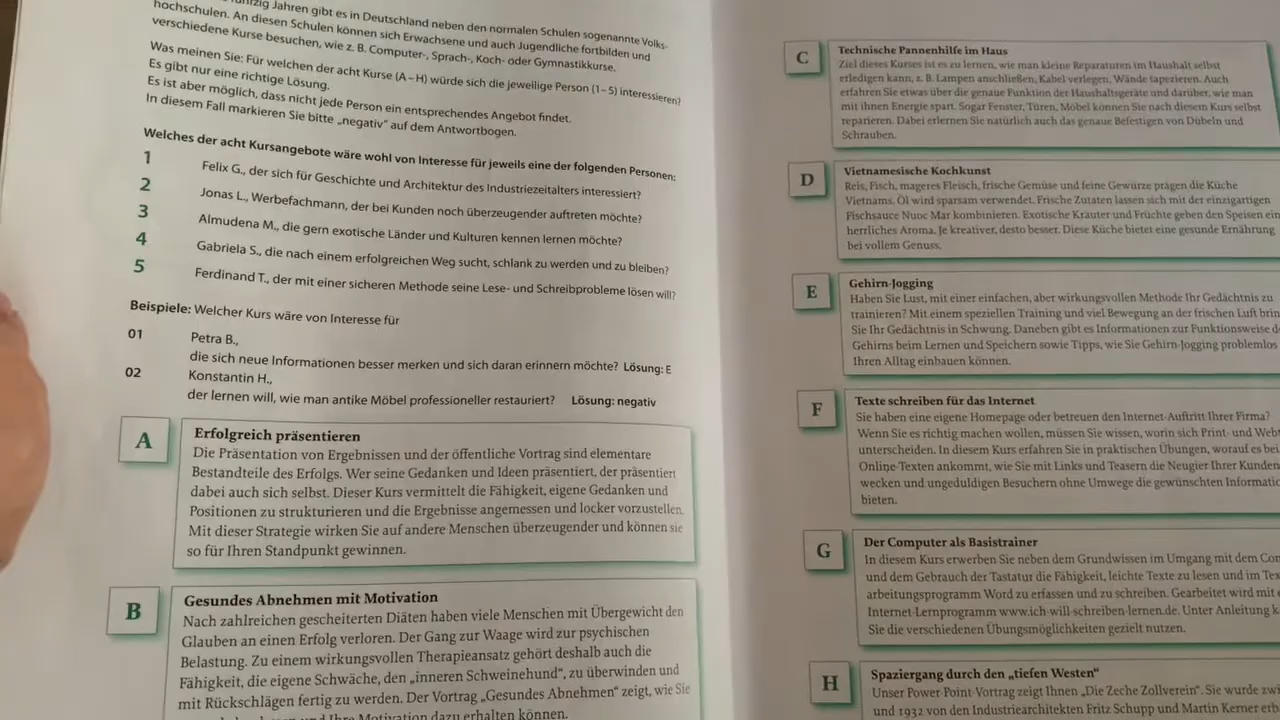 Jahren gibt es in Deutschland neben den normalen Schulen sogenannte Volks-
hochschulen. An diesen Schulen können sich Erwachsene und auch Jugendliche fortbilden und
verschiedene Kurse besuchen, wie z. B. Computer-, Sprach-, Koch- oder Gymnastikkurse.
Was meinen Sie: Für welchen der acht Kurse (A – H) würde sich die jeweilige Person (1 – 5) interessieren?
Es gibt nur eine richtige Lösung.
Es ist aber möglich, dass nicht jede Person ein entsprechendes Angebot findet.
In diesem Fall markieren Sie bitte „negativ“ auf dem Antwortbogen.
Welches der acht Kursangebote wäre wohl von Interesse für jeweils eine der folgenden Personen:
1 Felix G., der sich für Geschichte und Architektur des Industriezeitalters interessiert?
2 Jonas L., Werbefachmann, der bei Kunden noch überzeugender auftreten möchte?
3 Almudena M., die gern exotische Länder und Kulturen kennen lernen möchte?
4 Gabriela S., die nach einem erfolgreichen Weg sucht, schlank zu werden und zu bleiben?
5 Ferdinand T., der mit einer sicheren Methode seine Lese- und Schreibprobleme lösen will?
Beispiele: Welcher Kurs wäre von Interesse für
01 Petra B.,
die sich neue Informationen besser merken und sich daran erinnern möchte? Lösung: E
02 Konstantin H.,
der lernen will, wie man antike Möbel professioneller restauriert? Lösung: negativ
A Erfolgreich präsentieren
Die Präsentation von Ergebnissen und der öffentliche Vortrag sind elementare
Bestandteile des Erfolgs. Wer seine Gedanken und Ideen präsentiert, der präsentiert
dabei auch sich selbst. Dieser Kurs vermittelt die Fähigkeit, eigene Gedanken und
Positionen zu strukturieren und die Ergebnisse angemessen und locker vorzustellen.
Mit dieser Strategie wirken Sie auf andere Menschen überzeugender und können sie
so für Ihren Standpunkt gewinnen.
B Gesundes Abnehmen mit Motivation
Nach zahlreichen gescheiterten Diäten haben viele Menschen mit Übergewicht den
Glauben an einen Erfolg verloren. Der Gang zur Waage wird zur psychischen
Belastung. Zu einem wirkungsvollen Therapieansatz gehört deshalb auch die
Fähigkeit, die eigene Schwäche, den „inneren Schweinehund“, zu überwinden und
mit Rückschlägen fertig zu werden. Der Vortrag „Gesundes Abnehmen“ zeigt, wie Sie
und Ihre Motivation dazu erhalten können.
C Technische Pannenhilfe im Haus
Ziel dieses Kurses ist es zu lernen, wie man kleine Reparaturen im Haushalt selbst
erledigen kann, z. B. Lampen anschließen, Kabel verlegen, Wände tapezieren. Auch
erfahren Sie etwas über die genaue Funktion der Haushaltsgeräte und darüber, wie man
mit ihnen Energie spart. Sogar Fenster, Türen, Möbel können Sie nach diesem Kurs selbst
reparieren. Dabei erlernen Sie natürlich auch das genaue Befestigen von Dübeln und
Schrauben.
D Vietnamesische Kochkunst
Reis, Fisch, mageres Fleisch, frische Gemüse und feine Gewürze prägen die Küche
Vietnams. Öl wird sparsam verwendet. Frische Zutaten lassen sich mit der einzigartigen
Fischsauce Nuoc Mar kombinieren. Exotische Kräuter und Früchte geben den Speisen ein
herrliches Aroma. Je kreativer, desto besser. Diese Küche bietet eine gesunde Ernährung
bei vollem Genuss.
E Gehirn-Jogging
Haben Sie Lust, mit einer einfachen, aber wirkungsvollen Methode Ihr Gedächtnis zu
trainieren? Mit einem speziellen Training und viel Bewegung an der frischen Luft brin
Sie Ihr Gedächtnis in Schwung. Daneben gibt es Informationen zur Funktionsweise d
Gehirns beim Lernen und Speichern sowie Tipps, wie Sie Gehirn-Jogging problemlos
Ihren Alltag einbauen können.
F Texte schreiben für das Internet
Sie haben eine eigene Homepage oder betreuen den Internet-Auftritt Ihrer Firma?
Wenn Sie es richtig machen wollen, müssen Sie wissen, worin sich Print- und Web
unterscheiden. In diesem Kurs erfahren Sie in praktischen Übungen, worauf es bei
Online-Texten ankommt, wie Sie mit Links und Teasern die Neugier Ihrer Kunden
wecken und ungeduldigen Besuchern ohne Umwege die gewünschten Informatio
bieten.
G Der Computer als Basistrainer
In diesem Kurs erwerben Sie neben dem Grundwissen im Umgang mit dem Com
und dem Gebrauch der Tastatur die Fähigkeit, leichte Texte zu lesen und im Tex
arbeitungsprogramm Word zu erfassen und zu schreiben. Gearbeitet wird mit
Internet-Lernprogramm www.ich-will-schreiben-lernen.de. Unter Anleitung k
Sie die verschiedenen Übungsmöglichkeiten gezielt nutzen.
H Spaziergang durch den „tiefen Westen“
Unser Power-Point-Vortrag zeigt Ihnen „Die Zeche Zollverein“. Sie wurde zwi
und 1932 von den Industriearchitekten Fritz Schupp und Martin Kemer erb